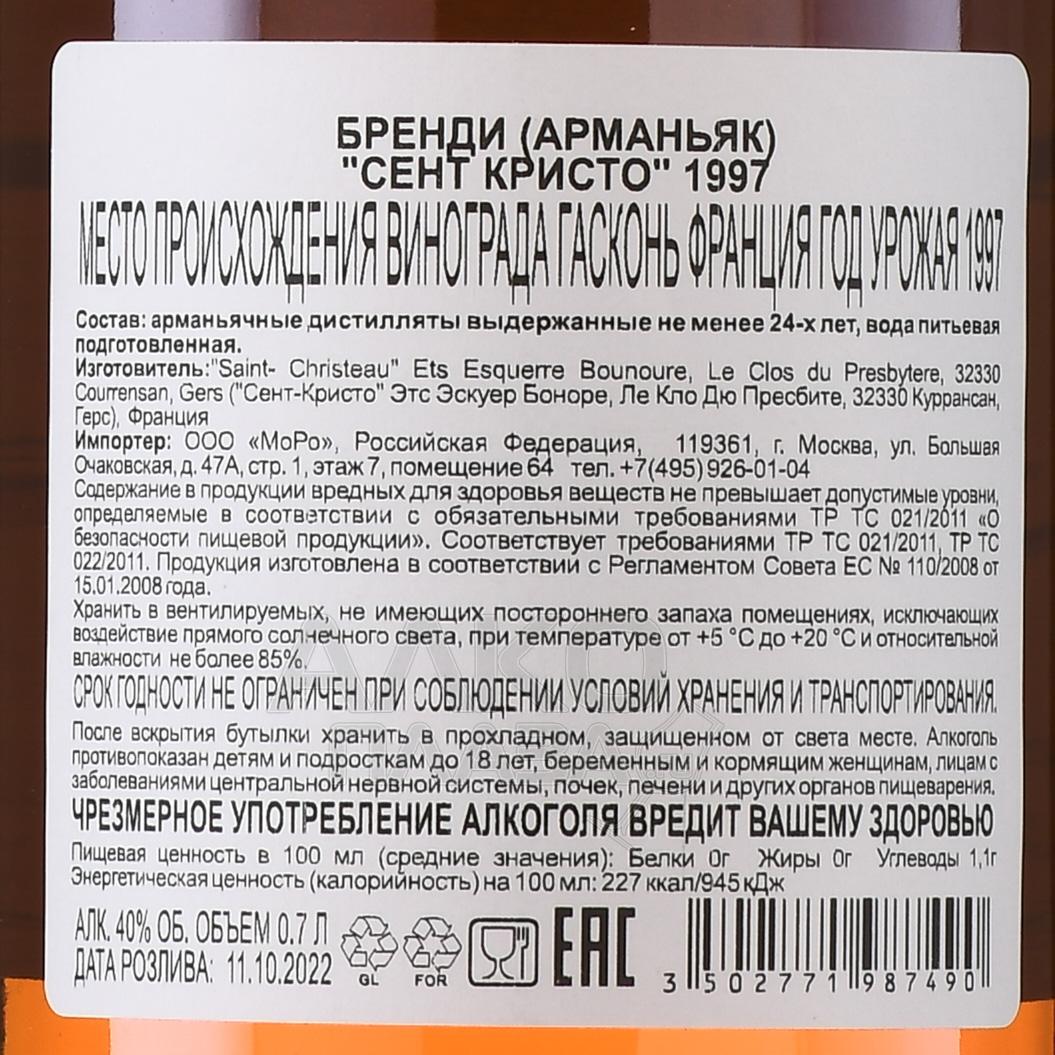 БРЕНДИ (АРМАНЬЯК)
"СЕНТ КРИСТО" 1997
МЕСТО ПРОИСХОЖДЕНИЯ ВИНОГРАДА ГАСКОНЬ ФРАНЦИЯ ГОД УРОЖАЯ 1997
Состав: арманьячные дистилляты выдержанные не менее 24-х лет, вода питьевая
подготовленная.
Изготовитель:"Saint- Christeau" Ets Esquerre Bounoure, Le Clos du Presbytere, 32330
Courrensan, Gers ("Сент-Кристо" Этс Эскуер Боноре, Ле Кло Дю Пресбите, 32330 Куррансан,
Герс), Франция
Импортер: ООО «МоРо», Российская Федерация, 119361, г. Москва, ул. Большая
Очаковская, д. 47А, стр. 1, этаж 7, помещение 64 тел. +7(495) 926-01-04
Содержание в продукции вредных для здоровья веществ не превышает допустимые уровни,
определяемые в соответствии с обязательными требованиями ТР ТС 021/2011 «О
безопасности пищевой продукции». Соответствует требованиями ТР ТС 021/2011, ТР ТС
022/2011. Продукция изготовлена в соответствии с Регламентом Совета ЕС № 110/2008 от
15.01.2008 года.
Хранить в вентилируемых, не имеющих постороннего запаха помещениях, исключающих
воздействие прямого солнечного света, при температуре от +5 °С до +20 °С и относительной
влажности не более 85%.
СРОК ГОДНОСТИ НЕ ОГРАНИЧЕН ПРИ СОБЛЮДЕНИИ УСЛОВИЙ ХРАНЕНИЯ И ТРАНСПОРТИРОВАНИЯ.
После вскрытия бутылки хранить в прохладном, защищенном от света месте. Алкоголь
противопоказан детям и подросткам до 18 лет, беременным и кормящим женщинам, лицам с
заболеваниями центральной нервной системы, почек, печени и других органов пищеварения.
ЧРЕЗМЕРНОЕ УПОТРЕБЛЕНИЕ АЛКОГОЛЯ ВРЕДИТ ВАШЕМУ ЗДОРОВЬЮ
Пищевая ценность в 100 мл (средние значения): Белки 0г Жиры 0г Углеводы 1,1г
Энергетическая ценность (калорийность) на 100 мл: 227 ккал/945 кДж
АЛК. 40% ОБ. ОБЪЕМ 0.7 Л
ДАТА РОЗЛИВА: 11.10.2022
GL
FOR
ЕАС
3 502771 987490